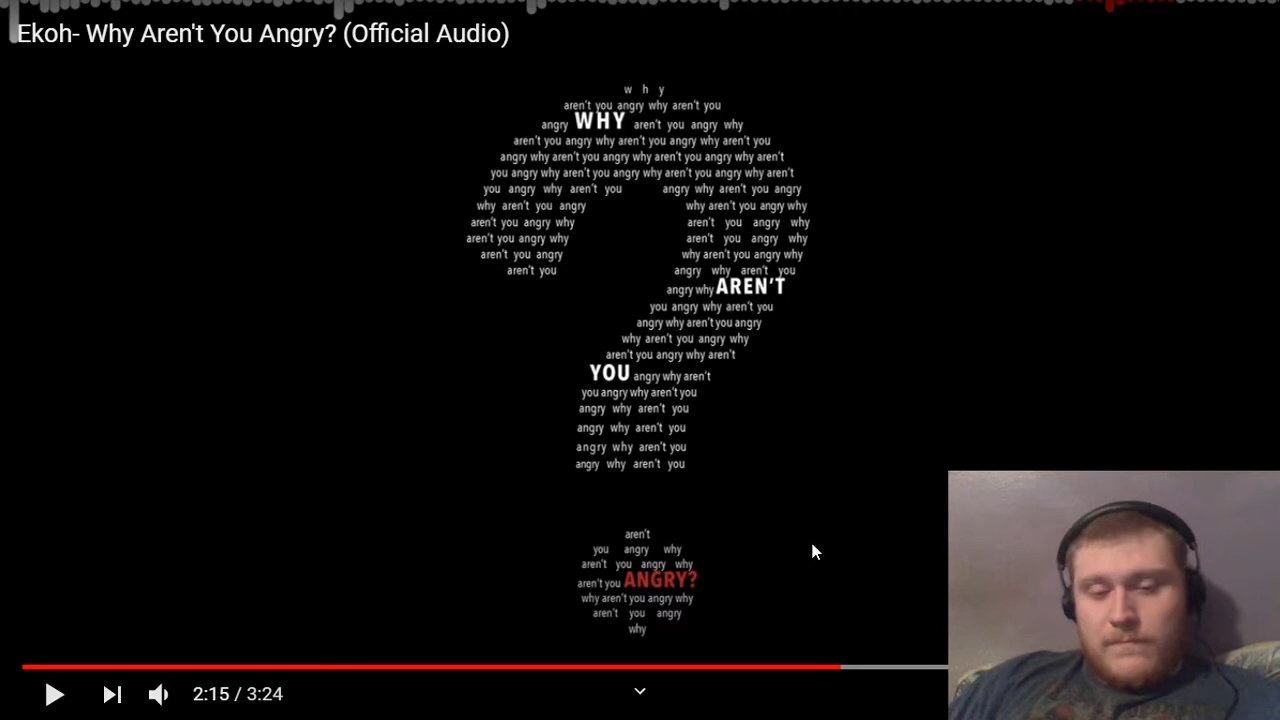 Ekoh- Why Aren't You Angry? (Official Audio)
w h y
aren't you angry why aren't you
angry WHY aren't you angry why
aren't you angry why aren't you angry why aren't you
angry why aren't you angry why aren't you angry why aren't
you angry why aren't you angry why aren't you angry why aren't
you angry why aren't you angry why aren't you angry
why aren't you angry why aren't you angry why
aren't you angry why aren't you angry why
aren't you angry why aren't you angry why
aren't you angry why aren't you angry why
aren't you angry why aren't you
angry why AREN'T
you angry why aren't you
angry why aren't you angry
why aren't you angry why
aren't you angry why aren't
YOU angry why aren't
you angry why aren't you
angry why aren't you
angry why aren't you
angry why aren't you
angry why aren't you
aren't
you angry why
aren't you angry why
aren't you ANGRY?
why aren't you angry why
aren't you angry
why
2:15 / 3:24